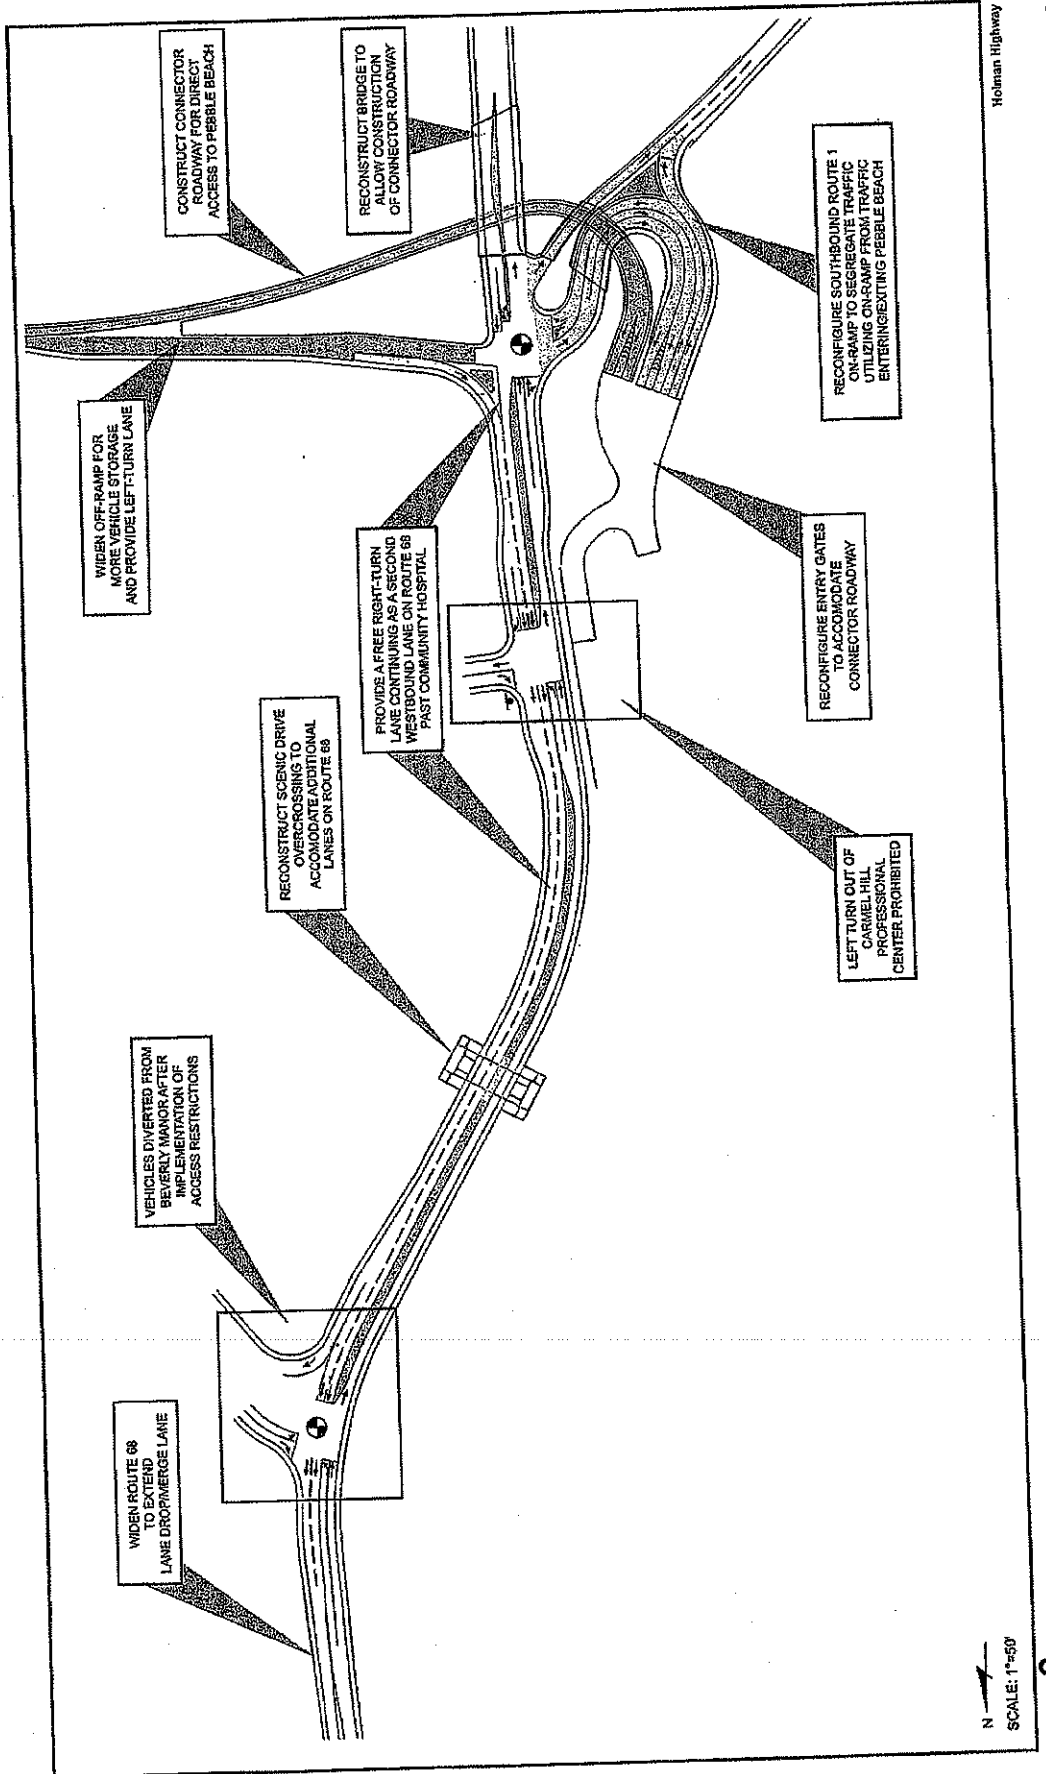 WIDEN ROUTE 68
TO EXTEND
LANE DROP/MERGE LANE
VEHICLES DIVERTED FROM
BEVERLY MANOR AFTER
IMPLEMENTATION OF
ACCESS RESTRICTIONS
RECONSTRUCT SCENIC DRIVE
OVERCROSSING TO
ACCOMODATE ADDITIONAL
LANES ON ROUTE 68
PROVIDE A FREE RIGHT-TURN
LANE CONTINUING AS A SECOND
WESTBOUND LANE ON ROUTE 68
PAST COMMUNITY HOSPITAL
WIDEN OFF-RAMP FOR
MORE VEHICLE STORAGE
AND PROVIDE LEFT-TURN LANE
CONSTRUCT CONNECTOR
ROADWAY FOR DIRECT
ACCESS TO PEBBLE BEACH
RECONSTRUCT BRIDGE TO
ALLOW CONSTRUCTION
OF CONNECTOR ROADWAY
LEFT TURN OUT OF
CARMEL HILL
PROFESSIONAL
CENTER PROHIBITED
RECONFIGURE ENTRY GATES
TO ACCOMODATE
CONNECTOR ROADWAY
RECONFIGURE SOUTHBOUND ROUTE 1
ON-RAMP TO SEGREGATE TRAFFIC
UTILIZING ON-RAMP FROM TRAFFIC
ENTERING/EXITING PEBBLE BEACH
N
SCALE: 1"=50'
Holman Highway